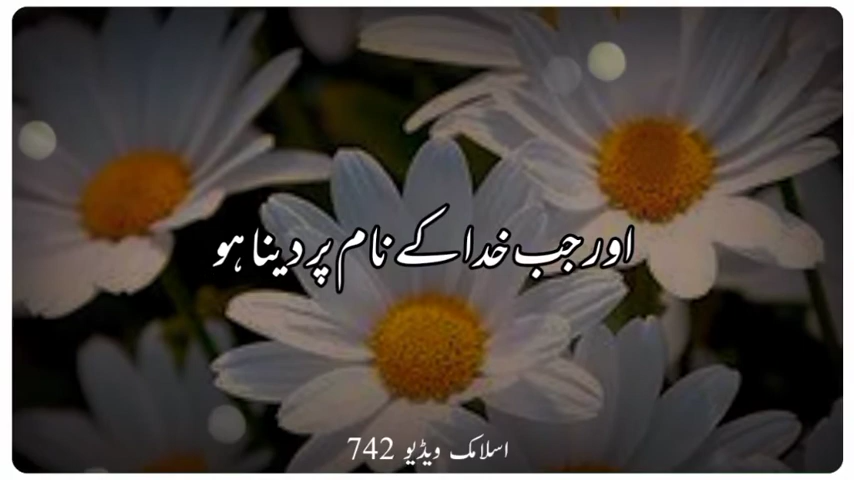 اور جب خدا کے نام پر دینا ہو
اسلامک ویڈیو 742